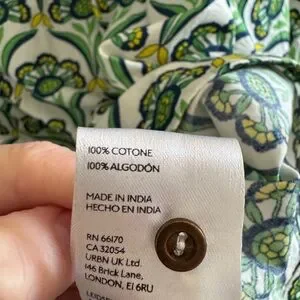 100% COTONE
100% ALGODÓN
MADE IN INDIA
HECHO EN INDIA
RN 66170
CA 32054
URBN UK Ltd.
146 Brick Lane,
LONDON, E1 6RU